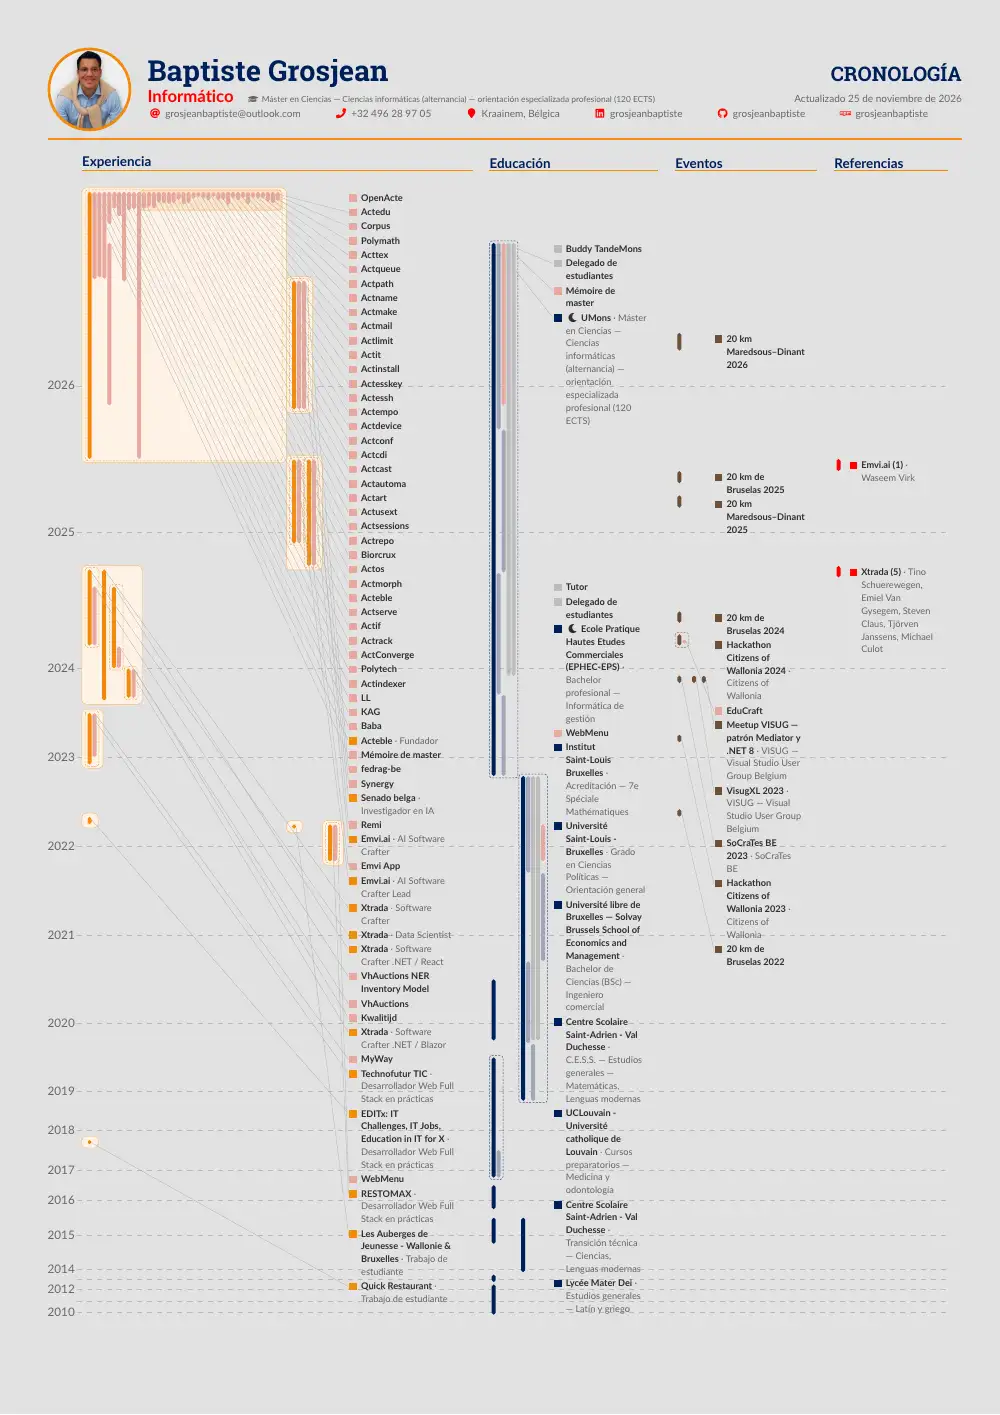 Baptiste Grosjean
CRONOLOGÍA
Informático
Máster en Ciencias — Ciencias informáticas (alternancia) — orientación especializada profesional (120 ECTS)
Actualizado 25 de noviembre de 2026
grosjeanbaptiste@outlook.com
+32 496 28 97 05
Kraainem, Bélgica
grosjeanbaptiste
grosjeanbaptiste
grosjeanbaptiste
Experiencia
2026
2025
2024
2023
2022
2021
2020
2019
2018
2017
2016
2015
2014
2012
2010
OpenActe
Actedu
Corpus
Polymath
Acttex
Actqueue
Actpath
Actname
Actmake
Actmail
Actlimit
Actit
Actinstall
Actesskey
Actessh
Actempo
Actdevice
Actconf
Actcdi
Actcast
Actautoma
Actart
Actusext
Actsessions
Actrepo
Biorcrux
Actos
Actmorph
Acteble
Actserve
Actif
Actrack
ActConverge
Polytech
Actindexer
LL
KAG
Baba
Acteble · Fundador
Mémoire de master
fedrag-be
Synergy
Senado belga ·
Investigador en IA
Remi
Emvi.ai · AI Software
Crafter
Emvi App
Emvi.ai · AI Software
Crafter Lead
Xtrada · Software
Crafter
Xtrada · Data Scientist
Xtrada · Software
Crafter .NET / React
VhAuctions NER
Inventory Model
VhAuctions
Kwalitijd
Xtrada · Software
Crafter .NET / Blazor
MyWay
Technofutur TIC ·
Desarrollador Web Full
Stack en prácticas
EDITx: IT
Challenges, IT Jobs,
Education in IT for X ·
Desarrollador Web Full
Stack en prácticas
WebMenu
RESTOMAX ·
Desarrollador Web Full
Stack en prácticas
Les Auberges de
Jeunesse - Wallonie &
Bruxelles · Trabajo de
estudiante
Quick Restaurant ·
Trabajo de estudiante
Educación
Buddy TandeMons
Delegado de
estudiantes
Mémoire de
master
UMons · Máster
en Ciencias —
Ciencias
informáticas
(alternancia) —
orientación
especializada
profesional (120
ECTS)
Tutor
Delegado de
estudiantes
Ecole Pratique
Hautes Etudes
Commerciales
(EPHEC-EPS) ·
Bachelor
profesional —
Informática de
gestión
WebMenu
Institut
Saint-Louis
Bruxelles ·
Acreditación — 7e
Spéciale
Mathématiques
Université
Saint-Louis -
Bruxelles · Grado
en Ciencias
Políticas —
Orientación general
Université libre de
Bruxelles — Solvay
Brussels School of
Economics and
Management ·
Bachelor de
Ciencias (BSc) —
Ingeniero
comercial
Centre Scolaire
Saint-Adrien - Val
Duchesse ·
C.E.S.S. — Estudios
generales —
Matemáticas,
Lenguas modernas
UCLouvain -
Université
catholique de
Louvain · Cursos
preparatorios —
Medicina y
odontología
Centre Scolaire
Saint-Adrien - Val
Duchesse ·
Transición técnica
— Ciencias,
Lenguas modernas
Lycée Mater Dei ·
Estudios generales
— Latín y griego
Eventos
20 km
Maredsous–Dinant
2026
20 km de
Bruselas 2025
20 km
Maredsous–Dinant
2025
20 km de
Bruselas 2024
Hackathon
Citizens of
Wallonia 2024 ·
Citizens of
Wallonia
EduCraft
Meetup VISUG —
patrón Mediator y
.NET 8 · VISUG —
Visual Studio User
Group Belgium
VisugXL 2023 ·
VISUG — Visual
Studio User Group
Belgium
SoCraTes BE
2023 · SoCraTes
BE
Hackathon
Citizens of
Wallonia 2023 ·
Citizens of
Wallonia
20 km de
Bruselas 2022
Referencias
Emvi.ai (1) ·
Waseem Virk
Xtrada (5) · Tino
Schuerewegen,
Emiel Van
Gysegem, Steven
Claus, Tjörven
Janssens, Michael
Culot